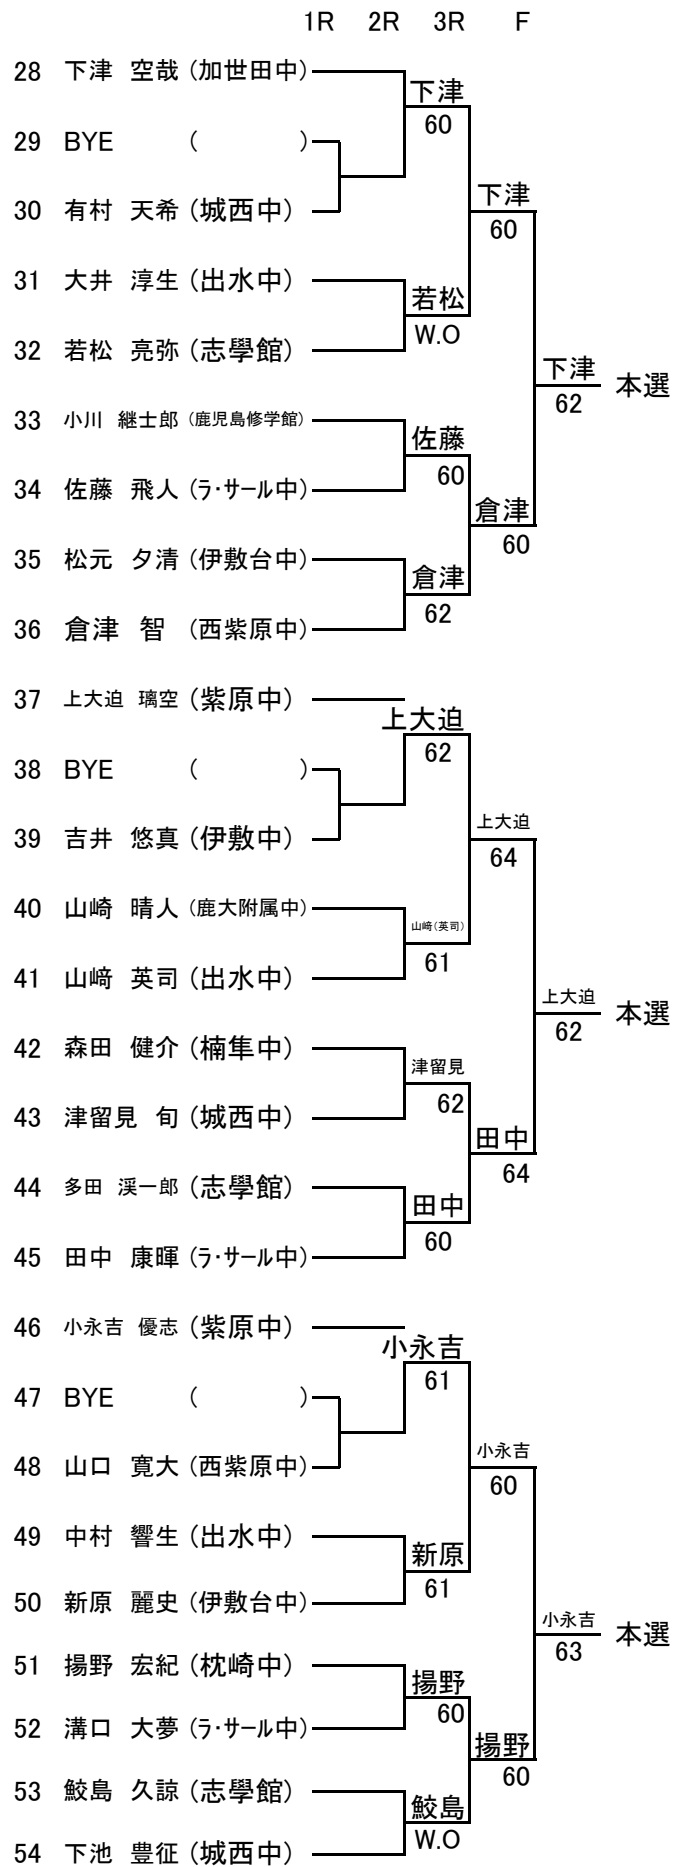 1R 2R 3R F
28 下津 空哉 (加世田中)
下津
60
29 BYE ( )
下津
30 有村 天希 (城西中)
60
31 大井 淳生 (出水中)
若松
W.O
32 若松 亮弥 (志學館)
下津 本選
62
33 小川 継士郎 (鹿児島修学館)
佐藤
60
34 佐藤 飛人 (ラ・サール中)
倉津
60
35 松元 夕清 (伊敷台中)
倉津
62
36 倉津 智 (西紫原中)
37 上大迫 璃空 (紫原中)
上大迫
62
38 BYE ( )
上大迫
39 吉井 悠真 (伊敷中)
64
40 山崎 晴人 (鹿大附属中)
山﨑(英司)
61
41 山﨑 英司 (出水中)
上大迫 本選
62
42 森田 健介 (楠隼中)
津留見
62
43 津留見 旬 (城西中)
田中
64
44 多田 渓一郎 (志學館)
田中
60
45 田中 康暉 (ラ・サール中)
46 小永吉 優志 (紫原中)
小永吉
61
47 BYE ( )
小永吉
48 山口 寛大 (西紫原中)
60
49 中村 響生 (出水中)
新原
61
50 新原 麗史 (伊敷台中)
小永吉 本選
63
51 揚野 宏紀 (枕崎中)
揚野
60
52 溝口 大夢 (ラ・サール中)
揚野
60
53 鮫島 久諒 (志學館)
鮫島
W.O
54 下池 豊征 (城西中)